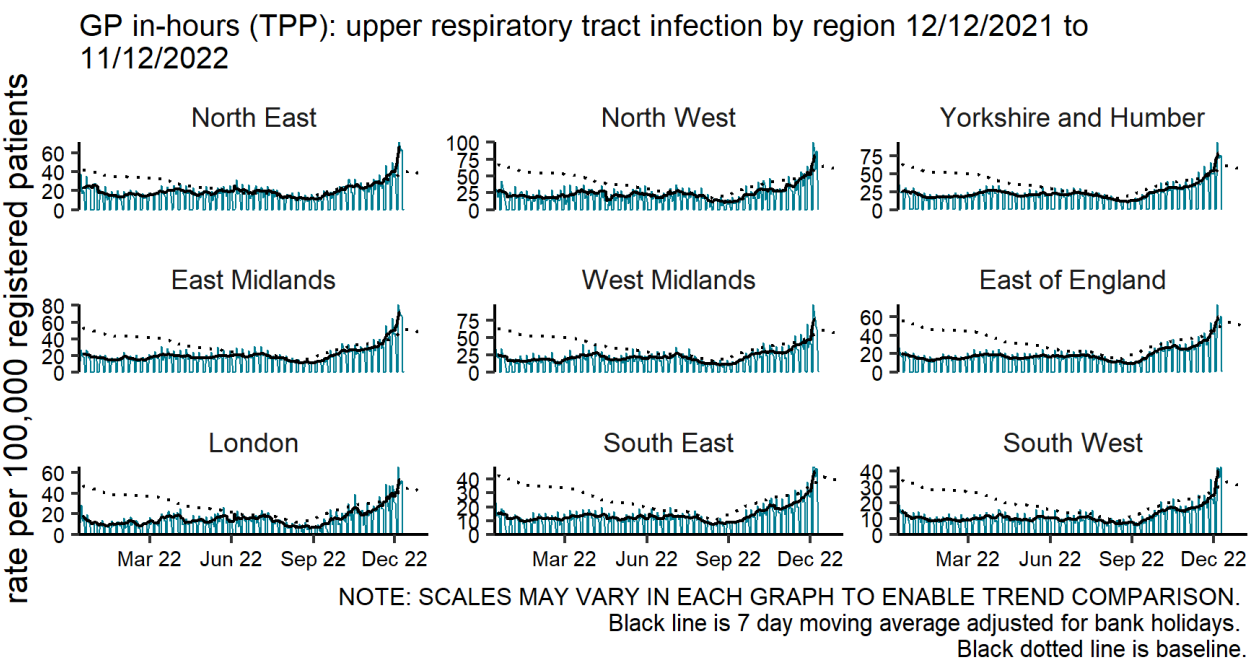 GP in-hours (TPP): upper respiratory tract infection by region 12/12/2021 to
11/12/2022
rate per 100,000 registered patients
North East
60
40
20
0
North West
100
75
50
25
0
Yorkshire and Humber
75
50
25
0
East Midlands
80
60
40
20
0
West Midlands
75
50
25
0
East of England
60
40
20
0
London
60
40
20
0
South East
40
30
20
10
0
South West
40
30
20
10
0
Mar 22 Jun 22 Sep 22 Dec 22
Mar 22 Jun 22 Sep 22 Dec 22
Mar 22 Jun 22 Sep 22 Dec 22
NOTE: SCALES MAY VARY IN EACH GRAPH TO ENABLE TREND COMPARISON.
Black line is 7 day moving average adjusted for bank holidays.
Black dotted line is baseline.